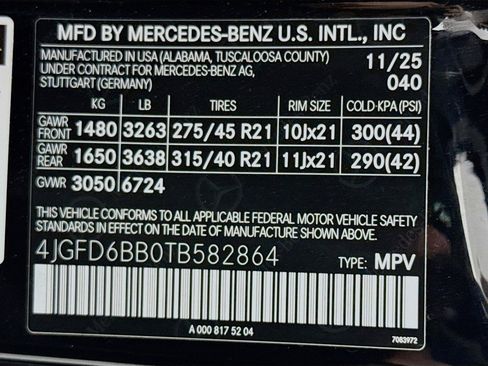 MFD BY MERCEDES-BENZ U.S. INTL., INC
MANUFACTURED IN USA (ALABAMA, TUSCALOOSA COUNTY) 11/25
UNDER CONTRACT FOR MERCEDES-BENZ AG, 040
STUTTGART (GERMANY)
KG LB TIRES RIM SIZE COLD-KPA (PSI)
GAWR FRONT 1480 3263 275/45 R21 10Jx21 300(44)
GAWR REAR 1650 3638 315/40 R21 11Jx21 290(42)
GVWR 3050 6724
THIS VEHICLE CONFORMS TO ALL APPLICABLE FEDERAL MOTOR VEHICLE SAFETY
STANDARDS IN EFFECT ON THE DATE OF MANUFACTURE SHOWN ABOVE.
4JGFD6BB0TB582864 TYPE: MPV
A 000 817 52 04
7083972